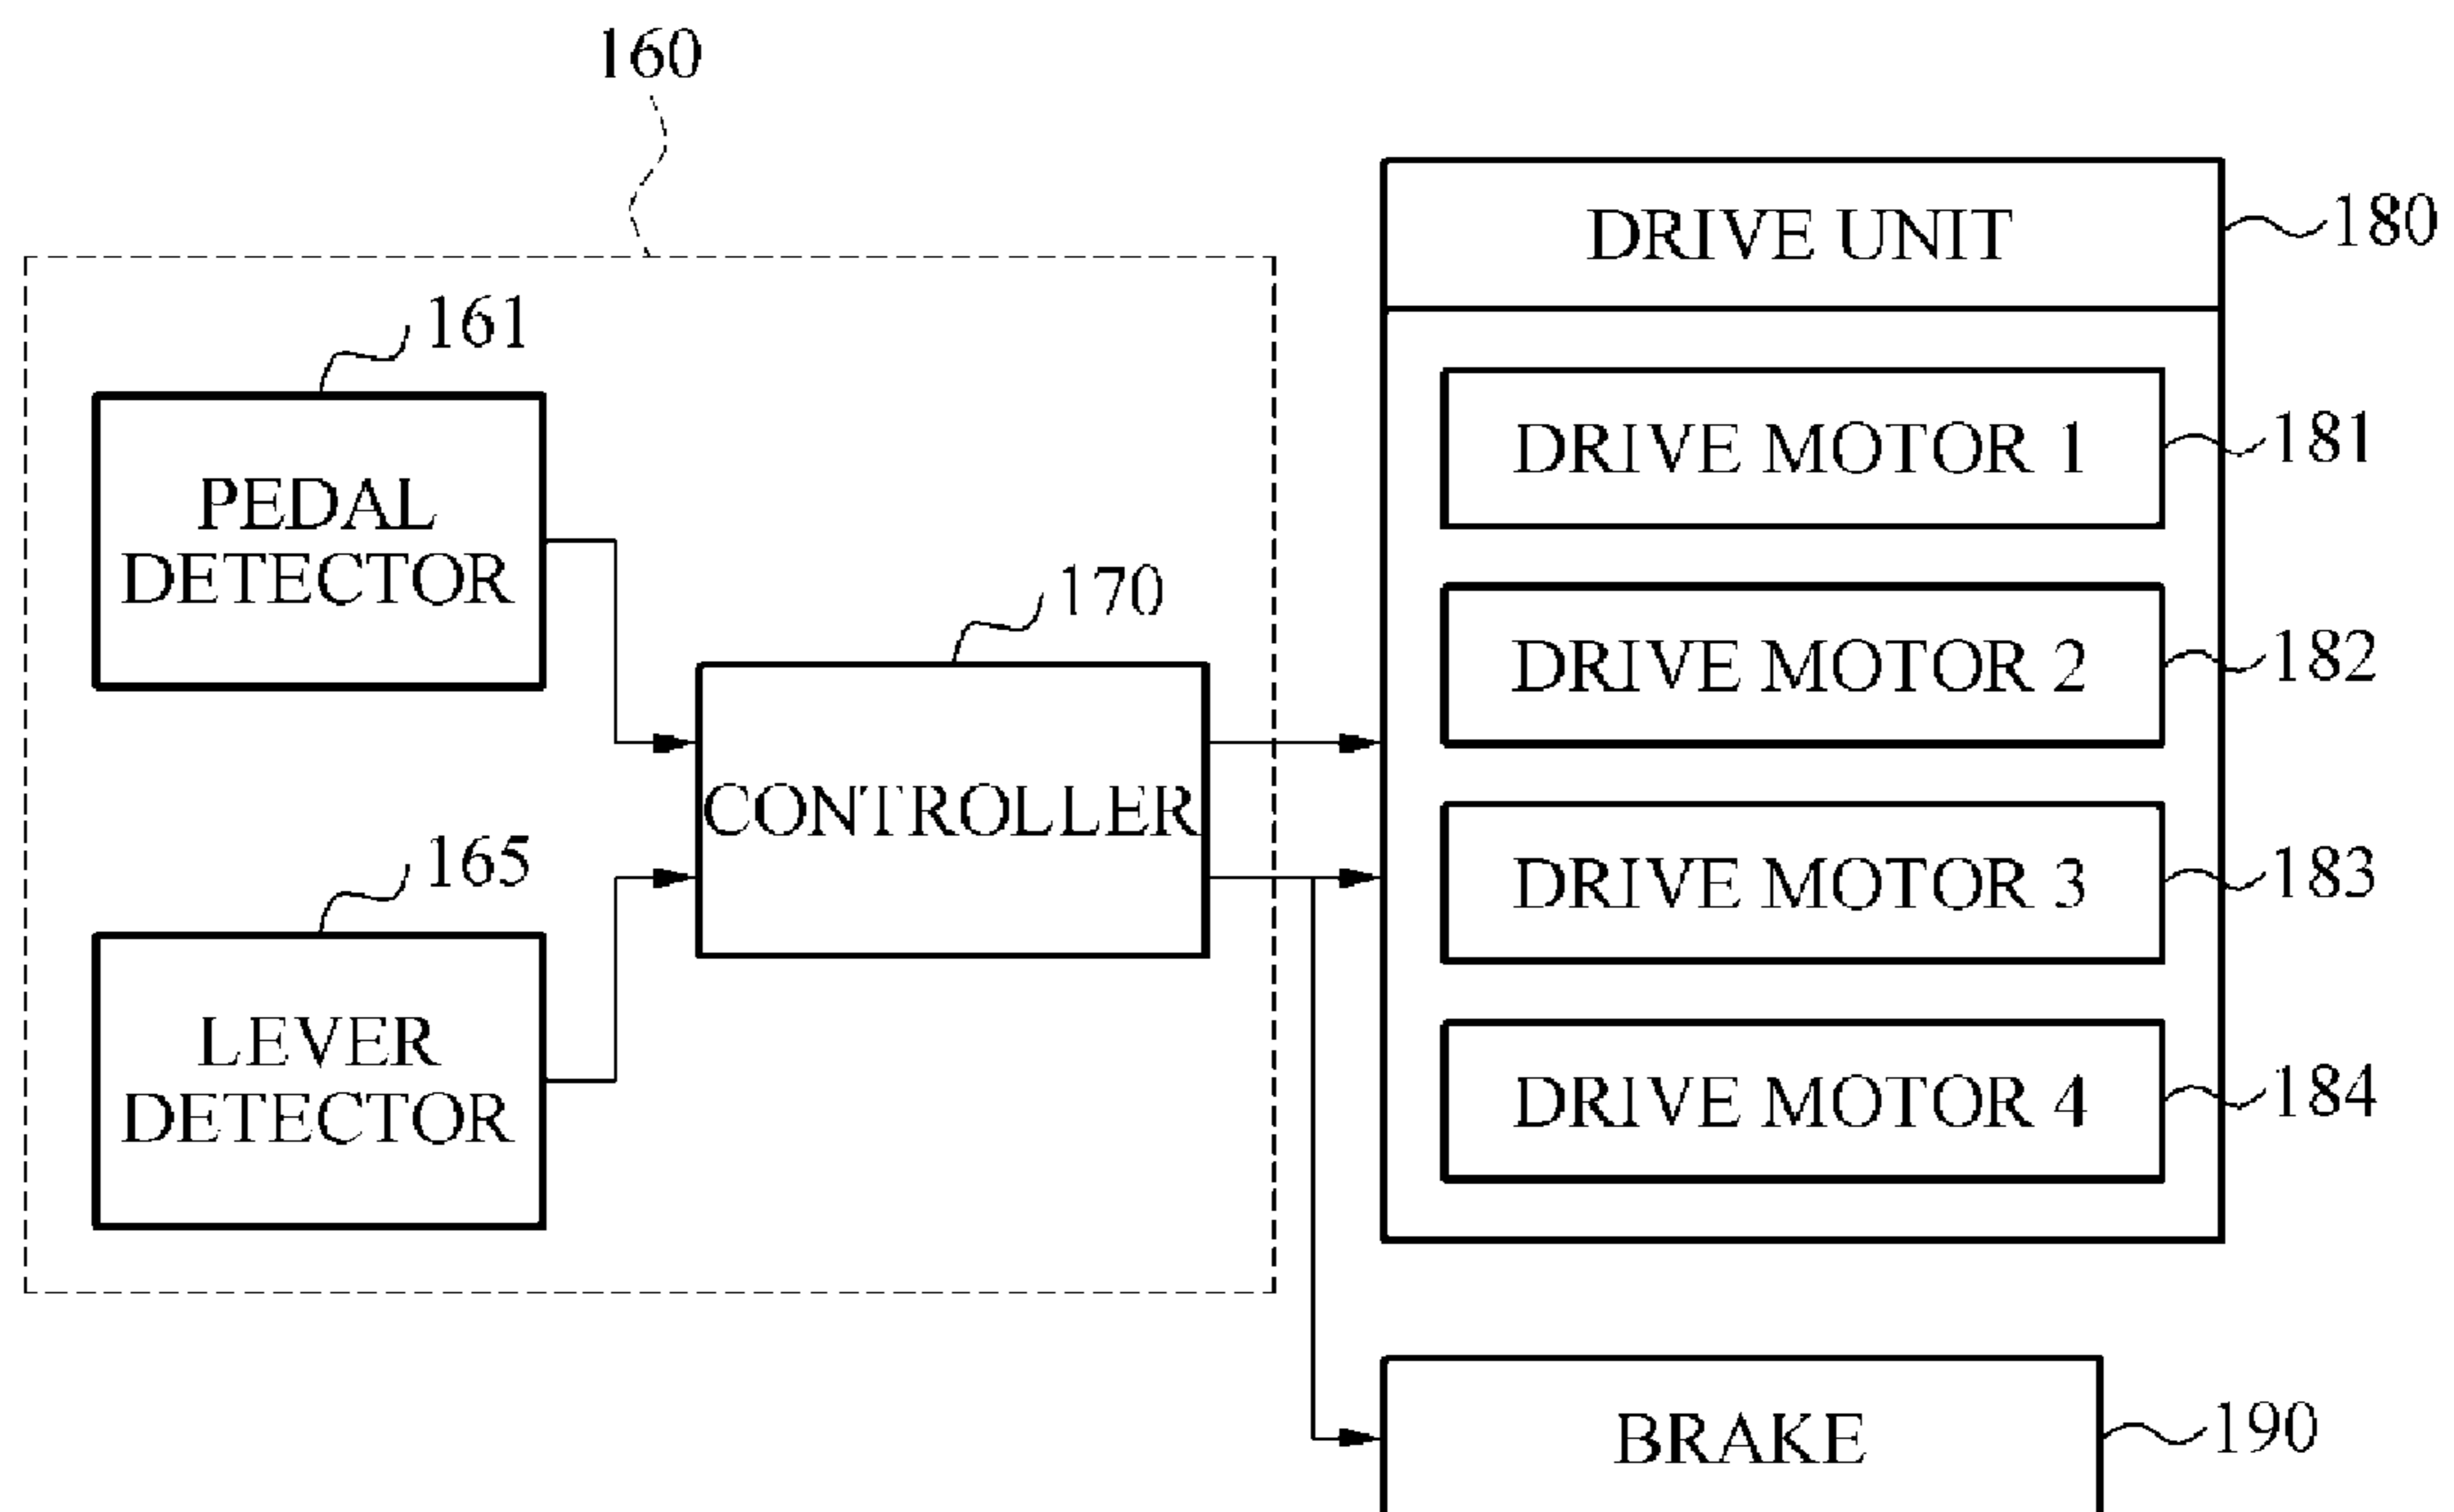 160
DRIVE UNIT
180
161
PEDAL
DETECTOR
DRIVE MOTOR 1
181
170
CONTROLLER
DRIVE MOTOR 2
182
165
LEVER
DETECTOR
DRIVE MOTOR 3
183
DRIVE MOTOR 4
184
BRAKE
190